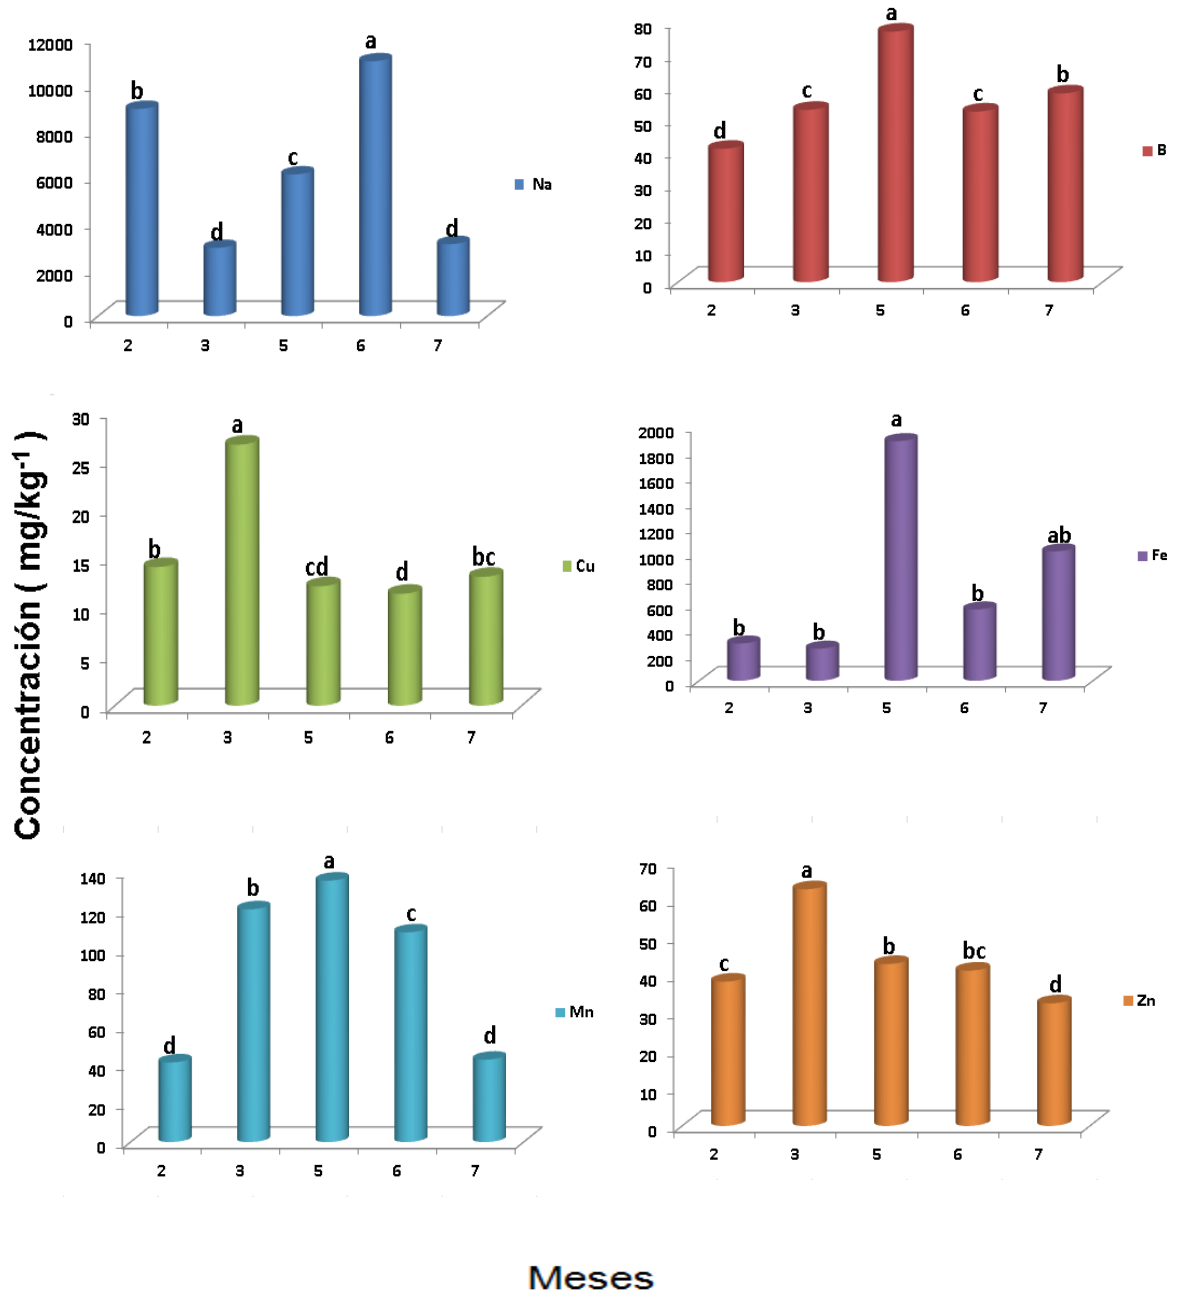 12000
10000
8000
6000
4000
2000
0
b
d
c
a
d
2 3 5 6 7
Na
80
70
60
50
40
30
20
10
0
d
c
a
c
b
2 3 5 6 7
B
Concentración ( mg/kg-1 )
30
25
20
15
10
5
0
b
a
cd
d
bc
2 3 5 6 7
Cu
2000
1800
1600
1400
1200
1000
800
600
400
200
0
b
b
a
b
ab
2 3 5 6 7
Fe
140
120
100
80
60
40
20
0
d
b
a
c
d
2 3 5 6 7
Mn
70
60
50
40
30
20
10
0
c
a
b
bc
d
2 3 5 6 7
Zn
Meses